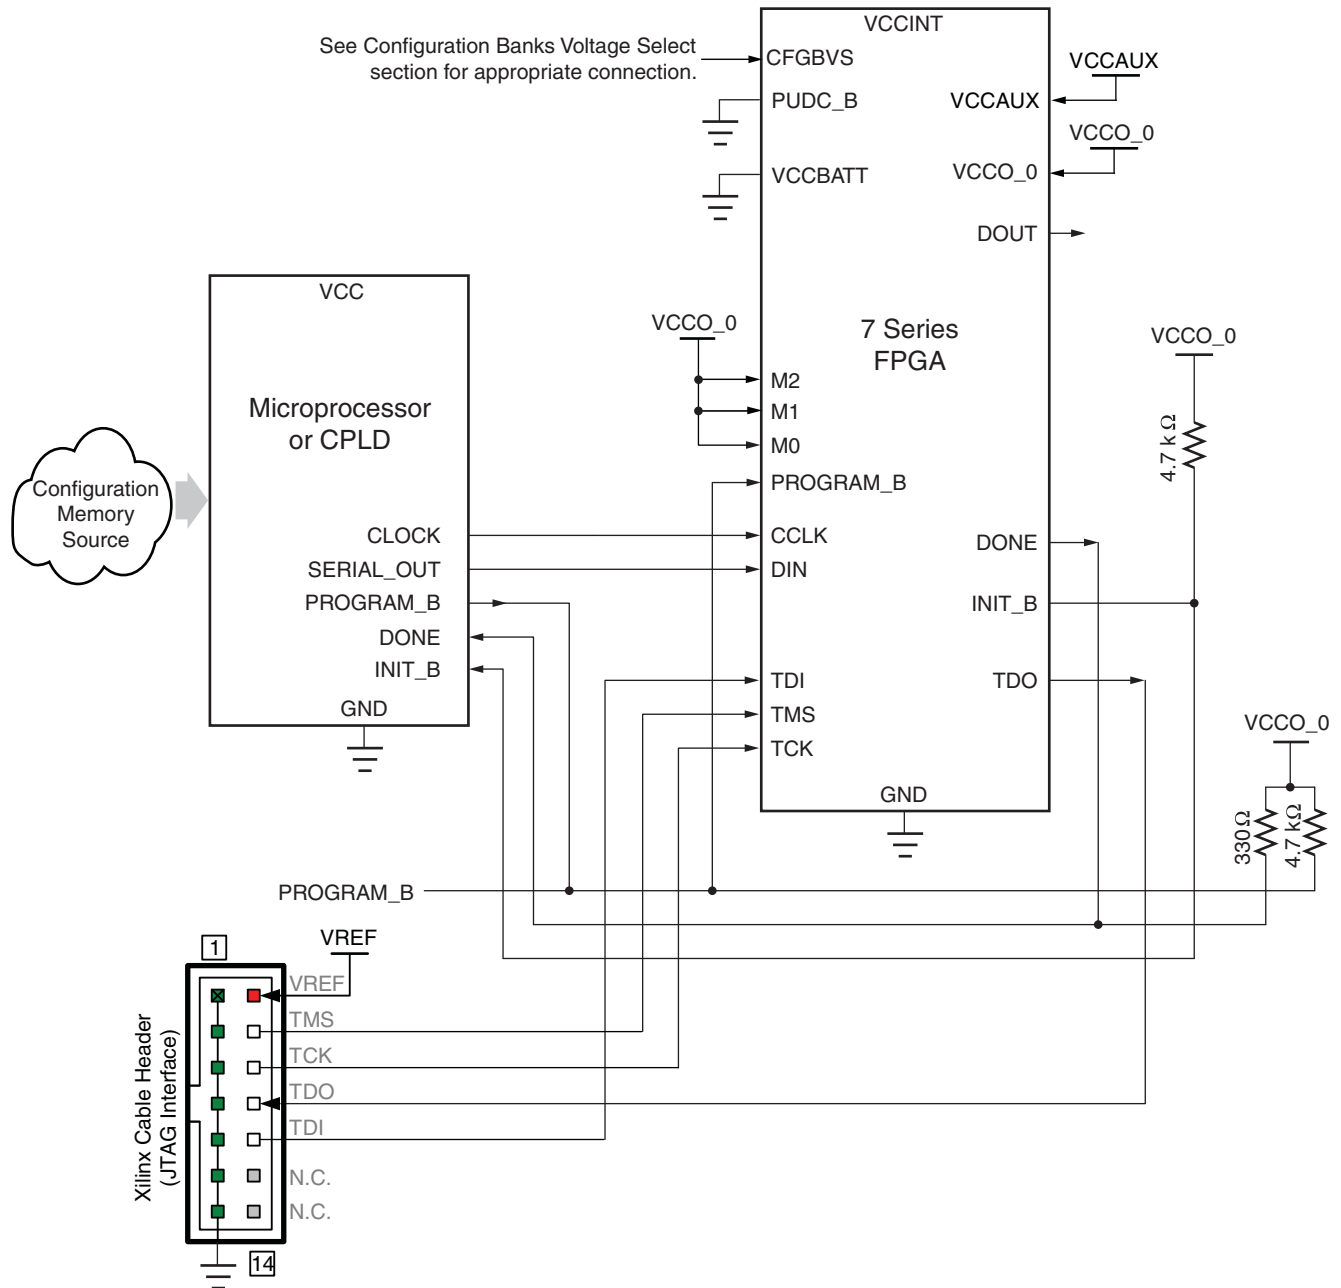 VCCINT
See Configuration Banks Voltage Select
section for appropriate connection.
CFGBVS
PUDC_B
VCCBATT
VCCAUX
VCCAUX
VCCO_0
VCCO_0
DOUT
7 Series
FPGA
VCCO_0
M2
M1
M0
PROGRAM_B
CCLK
DIN
TDI
TMS
TCK
DONE
INIT_B
TDO
GND
VCC
Microprocessor
or CPLD
Configuration
Memory
Source
CLOCK
SERIAL_OUT
PROGRAM_B
DONE
INIT_B
GND
VCCO_0
4.7 k Ω
VCCO_0
330Ω
4.7 kΩ
PROGRAM_B
VREF
1
VREF
TMS
TCK
TDO
TDI
N.C.
N.C.
14
Xilinx Cable Header
(JTAG Interface)